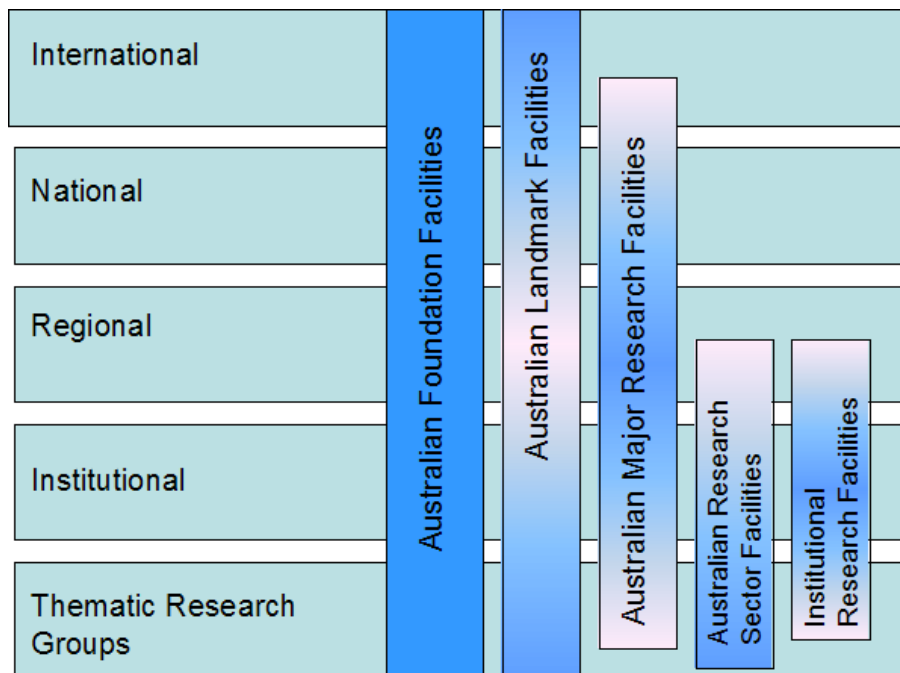 International
National
Regional
Institutional
Thematic Research
Groups
Australian Foundation Facilities
Australian Landmark Facilities
Australian Major Research Facilities
Australian Research
Sector Facilities
Institutional
Research Facilities